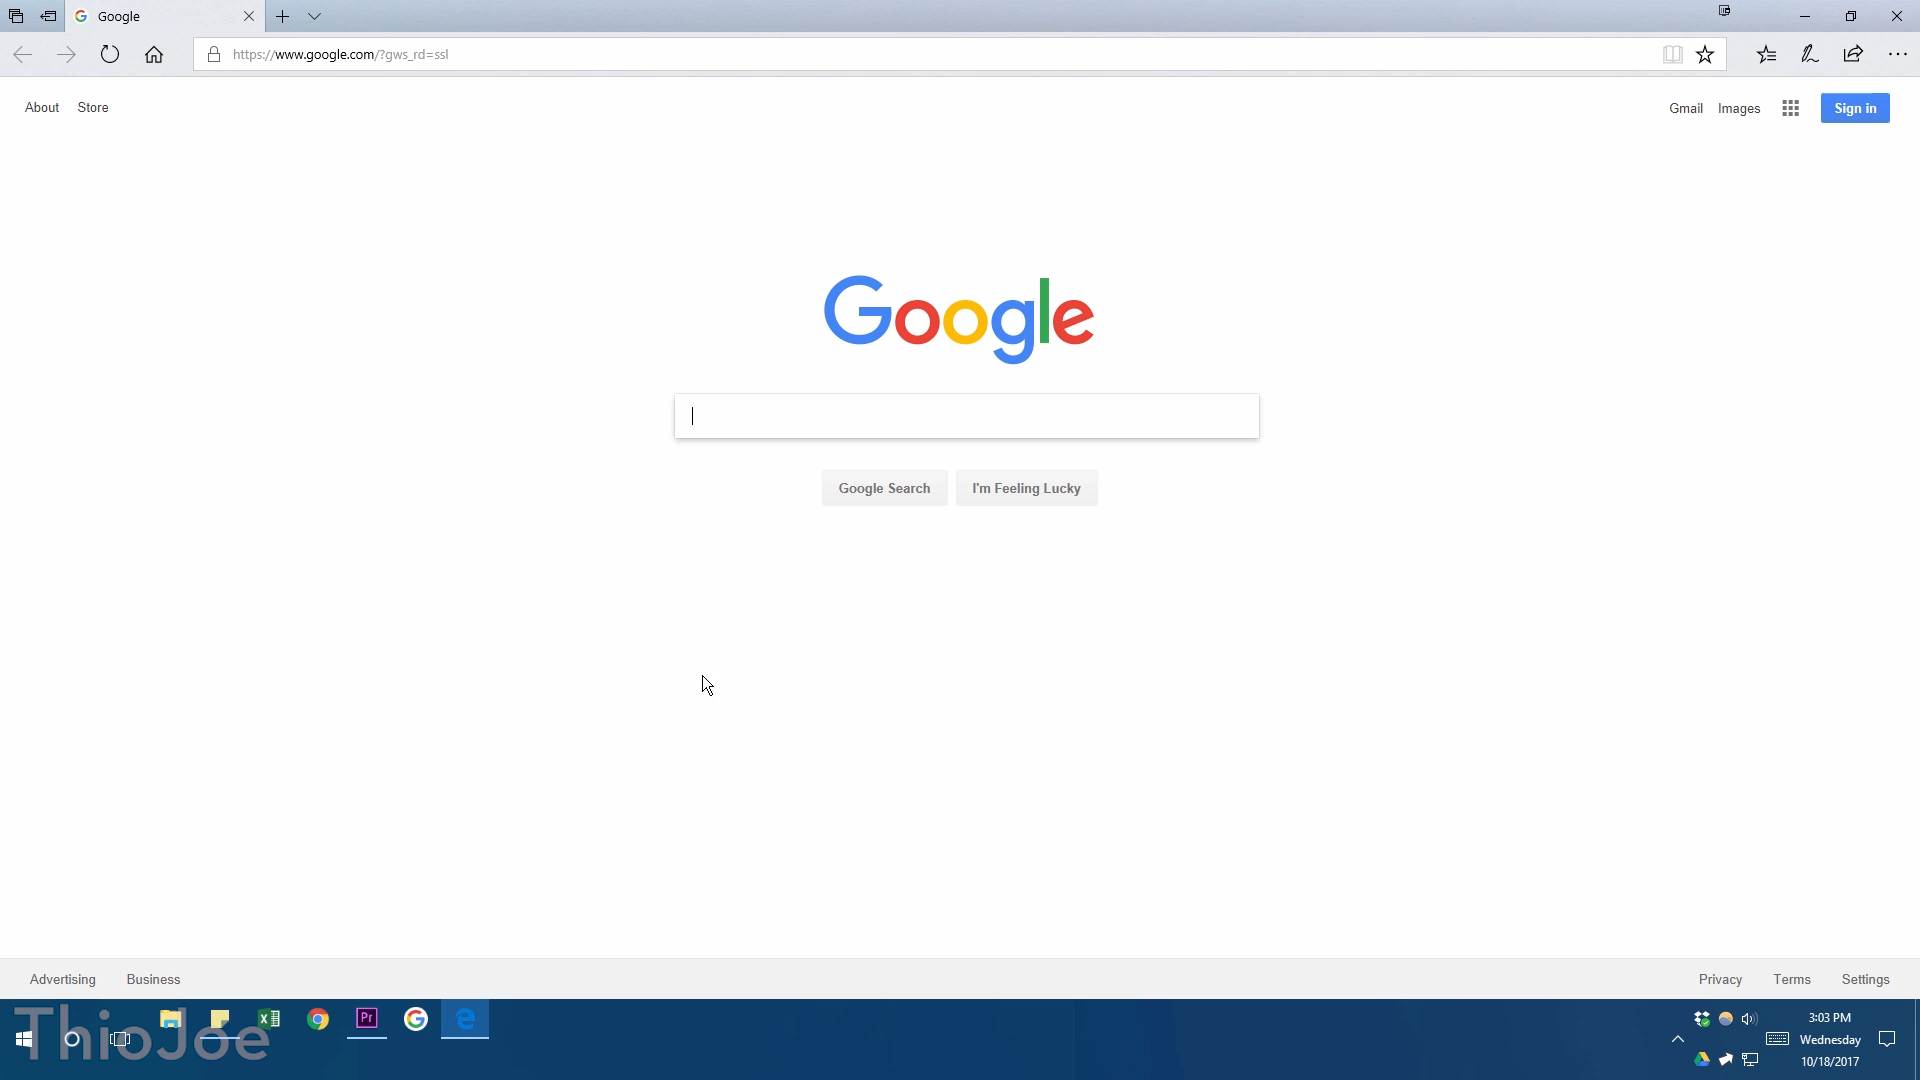 Google
https://www.google.com/?gws_rd=ssl
About Store
Gmail Images Sign in
Google
Google Search I'm Feeling Lucky
Advertising Business
Privacy Terms Settings
ThioJoe
Pr
3:03 PM
Wednesday
10/18/2017